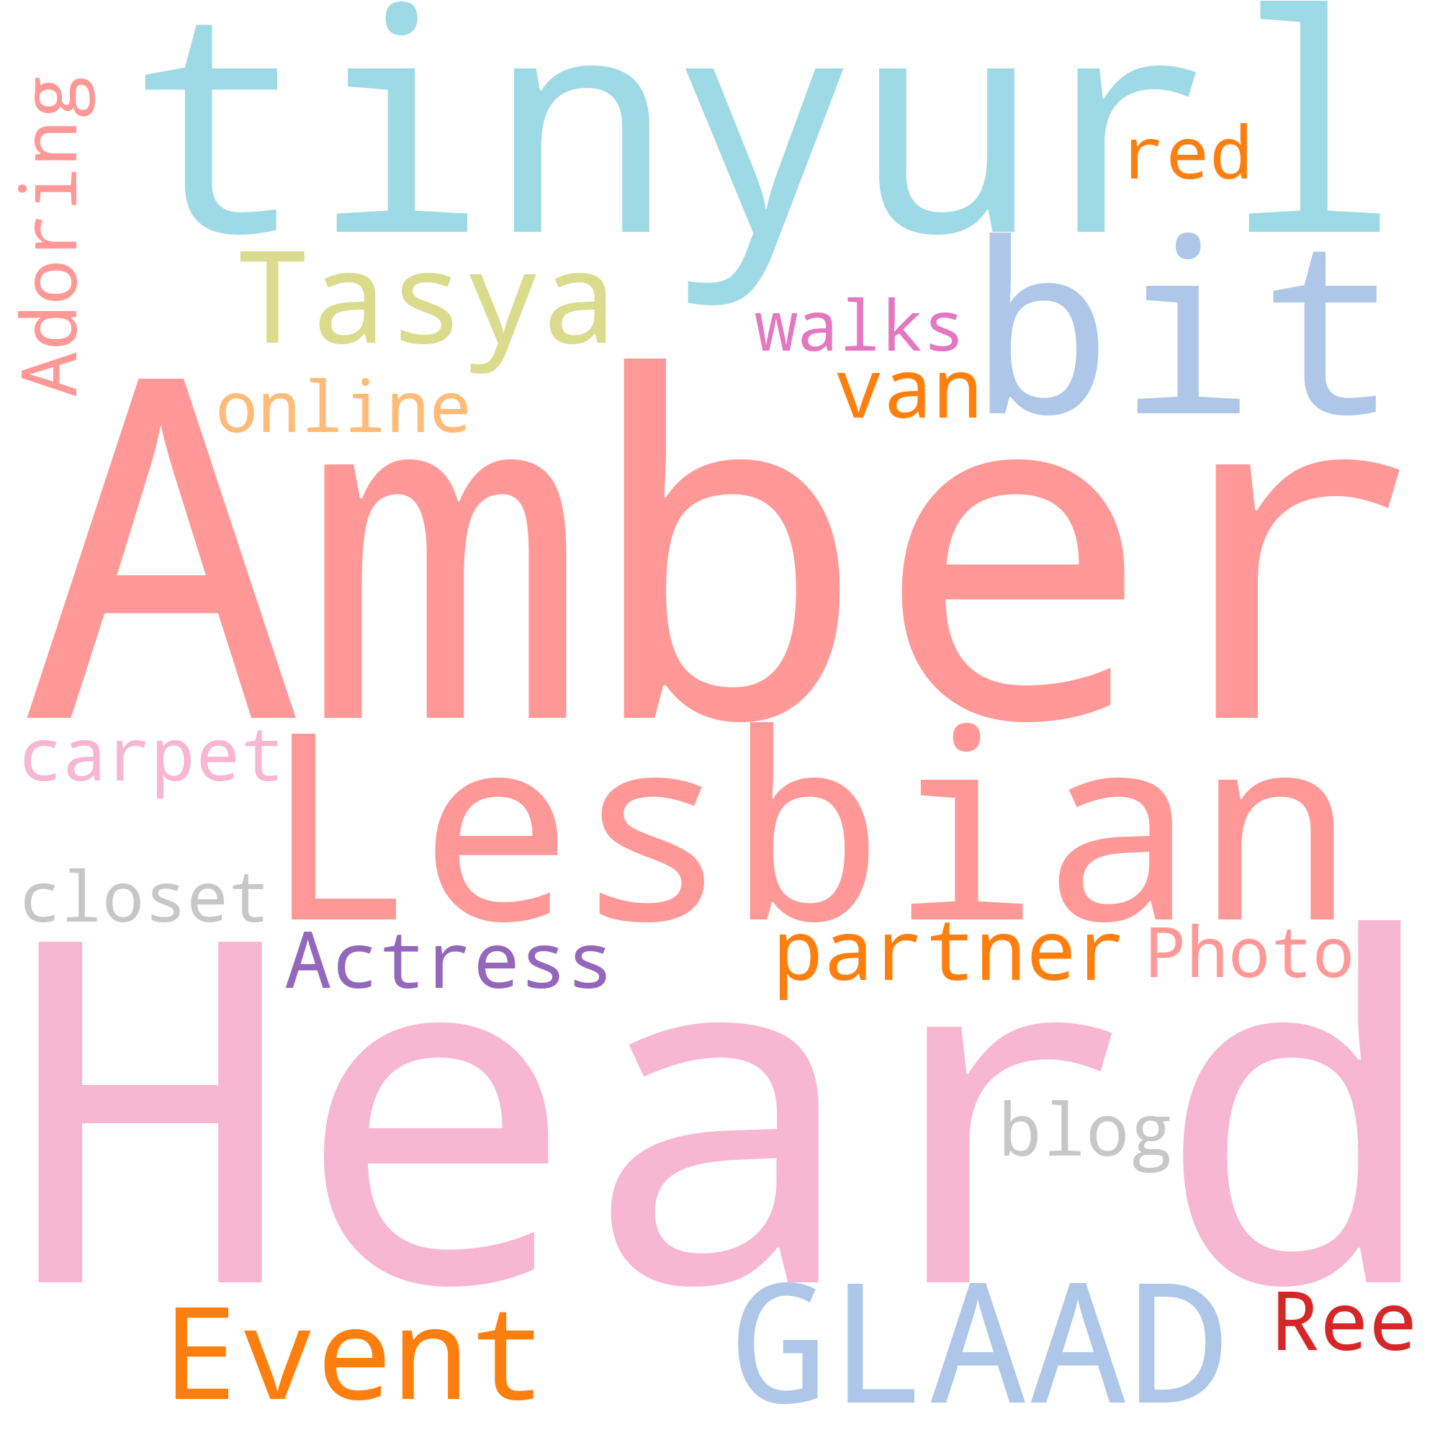 tinyurl
Adoring
red
bit
Tasya
walks
van
online
Amber
Lesbian
carpet
closet
Actress
partner
Photo
Heard
blog
Event
GLAAD
Ree